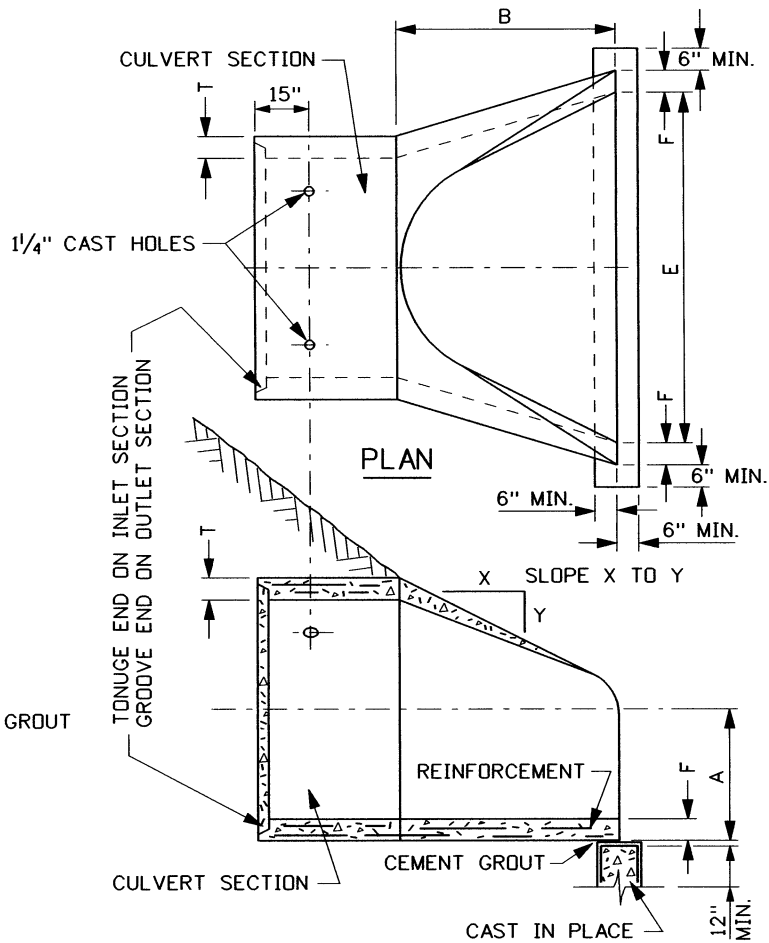 B
CULVERT SECTION
6" MIN.
T
15"
F
1 1/4" CAST HOLES
E
TONUGE END ON INLET SECTION
GROOVE END ON OUTLET SECTION
F
PLAN
6" MIN.
6" MIN.
6" MIN.
T
X
SLOPE X TO Y
Y
GROUT
REINFORCEMENT
F
A
CEMENT GROUT
CULVERT SECTION
12"
MIN.
CAST IN PLACE